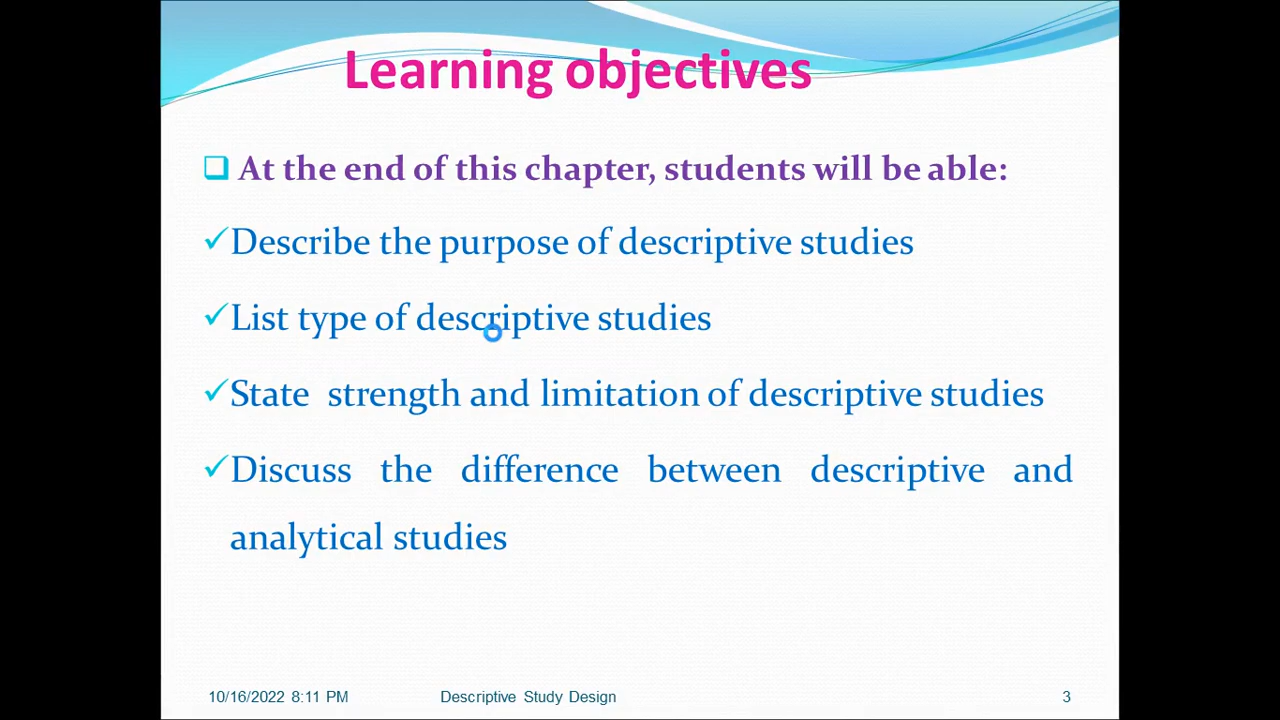 Learning objectives
At the end of this chapter, students will be able:
Describe the purpose of descriptive studies
List type of descriptive studies
State strength and limitation of descriptive studies
Discuss the difference between descriptive and
analytical studies
10/16/2022 8:11 PM Descriptive Study Design 3